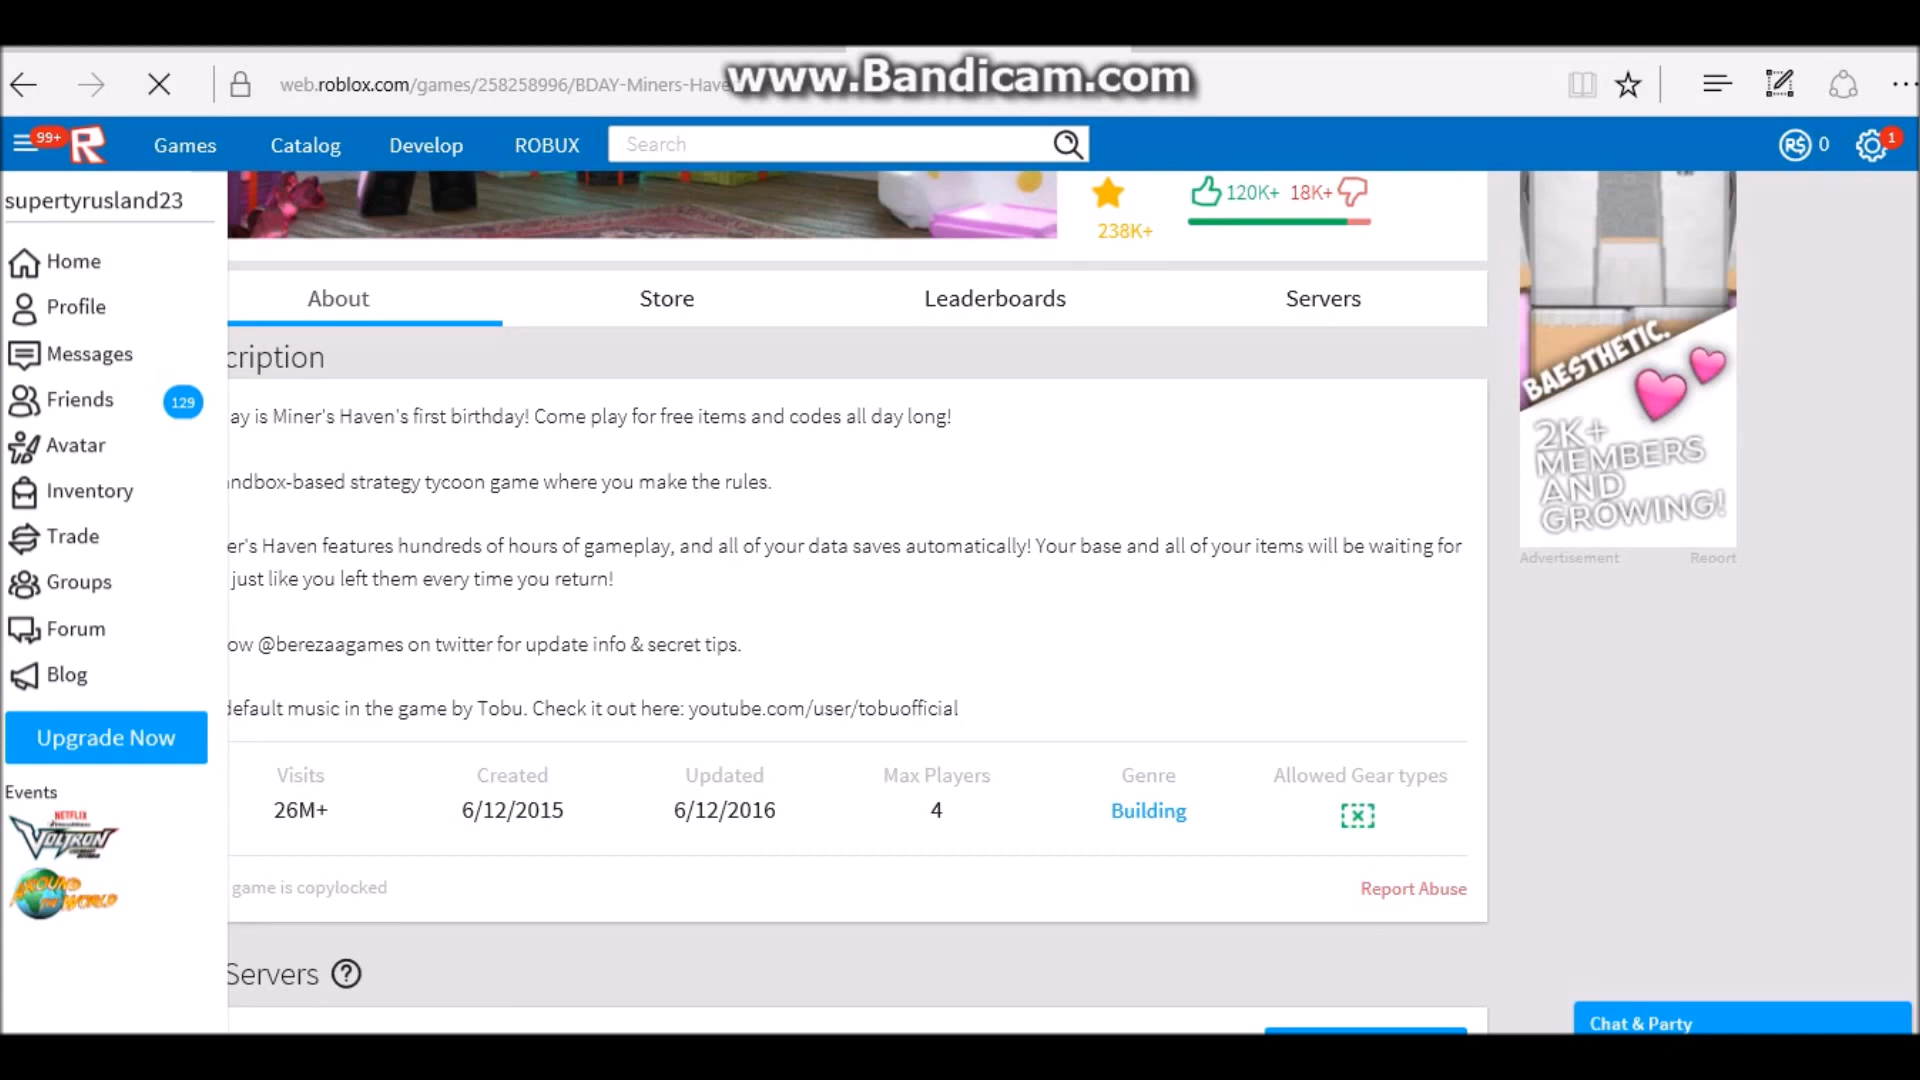 www.Bandicam.com
web.roblox.com/games/258258996/BDAY-Miners-Have
99+
Games
Catalog
Develop
ROBUX
Search
R$ 0
1
supertyrusland23
Home
Profile
Messages
Friends
129
Avatar
Inventory
Trade
Groups
Forum
Blog
Upgrade Now
Events
NETFLIX
VOLTRON
AROUND THE WORLD
238K+
120K+
18K+
About
Store
Leaderboards
Servers
cription
ay is Miner's Haven's first birthday! Come play for free items and codes all day long!
ndbox-based strategy tycoon game where you make the rules.
er's Haven features hundreds of hours of gameplay, and all of your data saves automatically! Your base and all of your items will be waiting for
just like you left them every time you return!
ow @berezaagames on twitter for update info & secret tips.
default music in the game by Tobu. Check it out here: youtube.com/user/tobuofficial
Visits
26M+
Created
6/12/2015
Updated
6/12/2016
Max Players
4
Genre
Building
Allowed Gear types
game is copylocked
Report Abuse
Servers
?
BAESTHETIC.
2K+
MEMBERS
AND
GROWING!
Advertisement
Report
Chat & Party